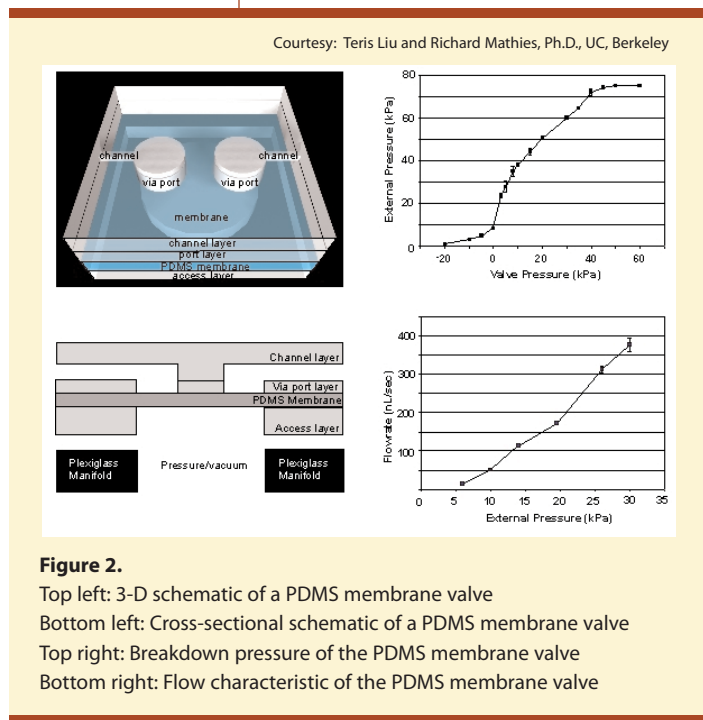 Courtesy: Teris Liu and Richard Mathies, Ph.D., UC, Berkeley
channel
channel
via port
via port
membrane
channel layer
port layer
PDMS membrane
access layer
External Pressure (kPa)
80
60
40
20
0
-20 0 20 40 60
Valve Pressure (kPa)
Channel layer
Via port layer
PDMS Membrane
Access layer
Plexiglass
Manifold
Pressure/vacuum
Plexiglass
Manifold
Flowrate (nL/sec)
400
300
200
100
0 5 10 15 20 25 30 35
External Pressure (kPa)
Figure 2.
Top left: 3-D schematic of a PDMS membrane valve
Bottom left: Cross-sectional schematic of a PDMS membrane valve
Top right: Breakdown pressure of the PDMS membrane valve
Bottom right: Flow characteristic of the PDMS membrane valve